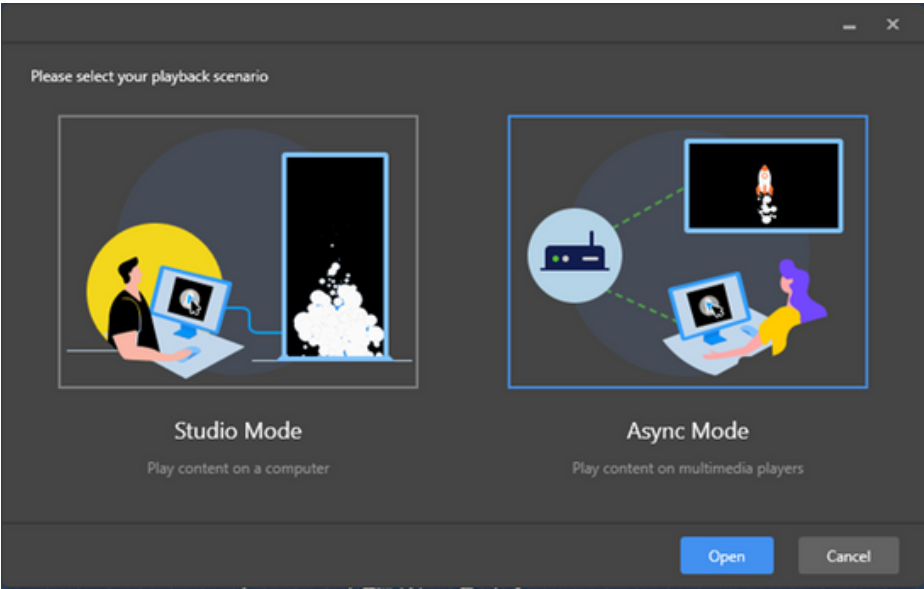 Please select your playback scenario
Studio Mode
Async Mode
Play content on a computer
Play content on multimedia players
Open
Cancel